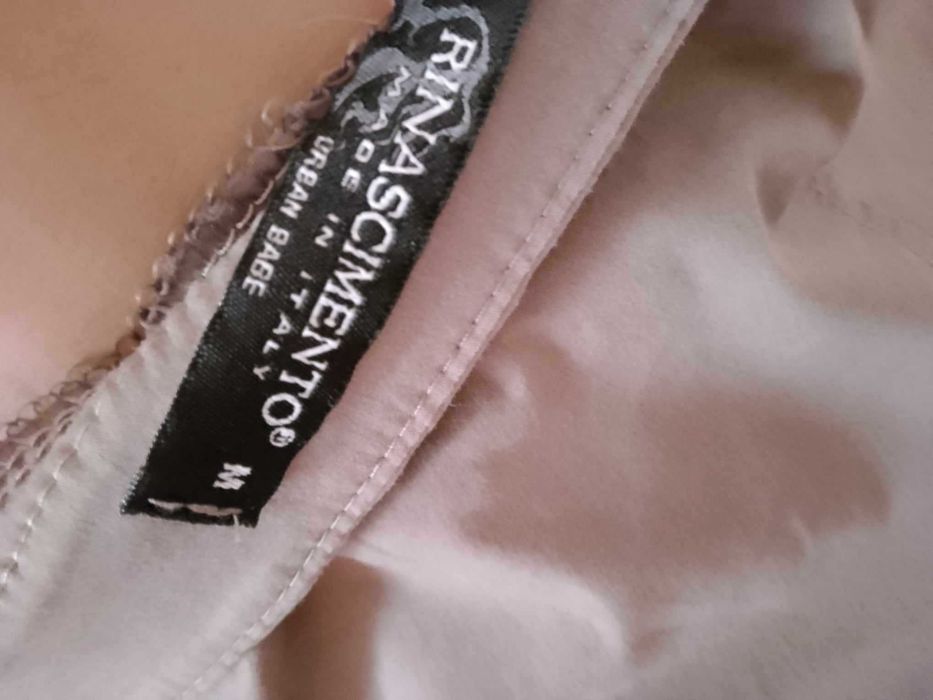 RINASCIMENTO®
MADE IN ITALY
URBAN BABE
M